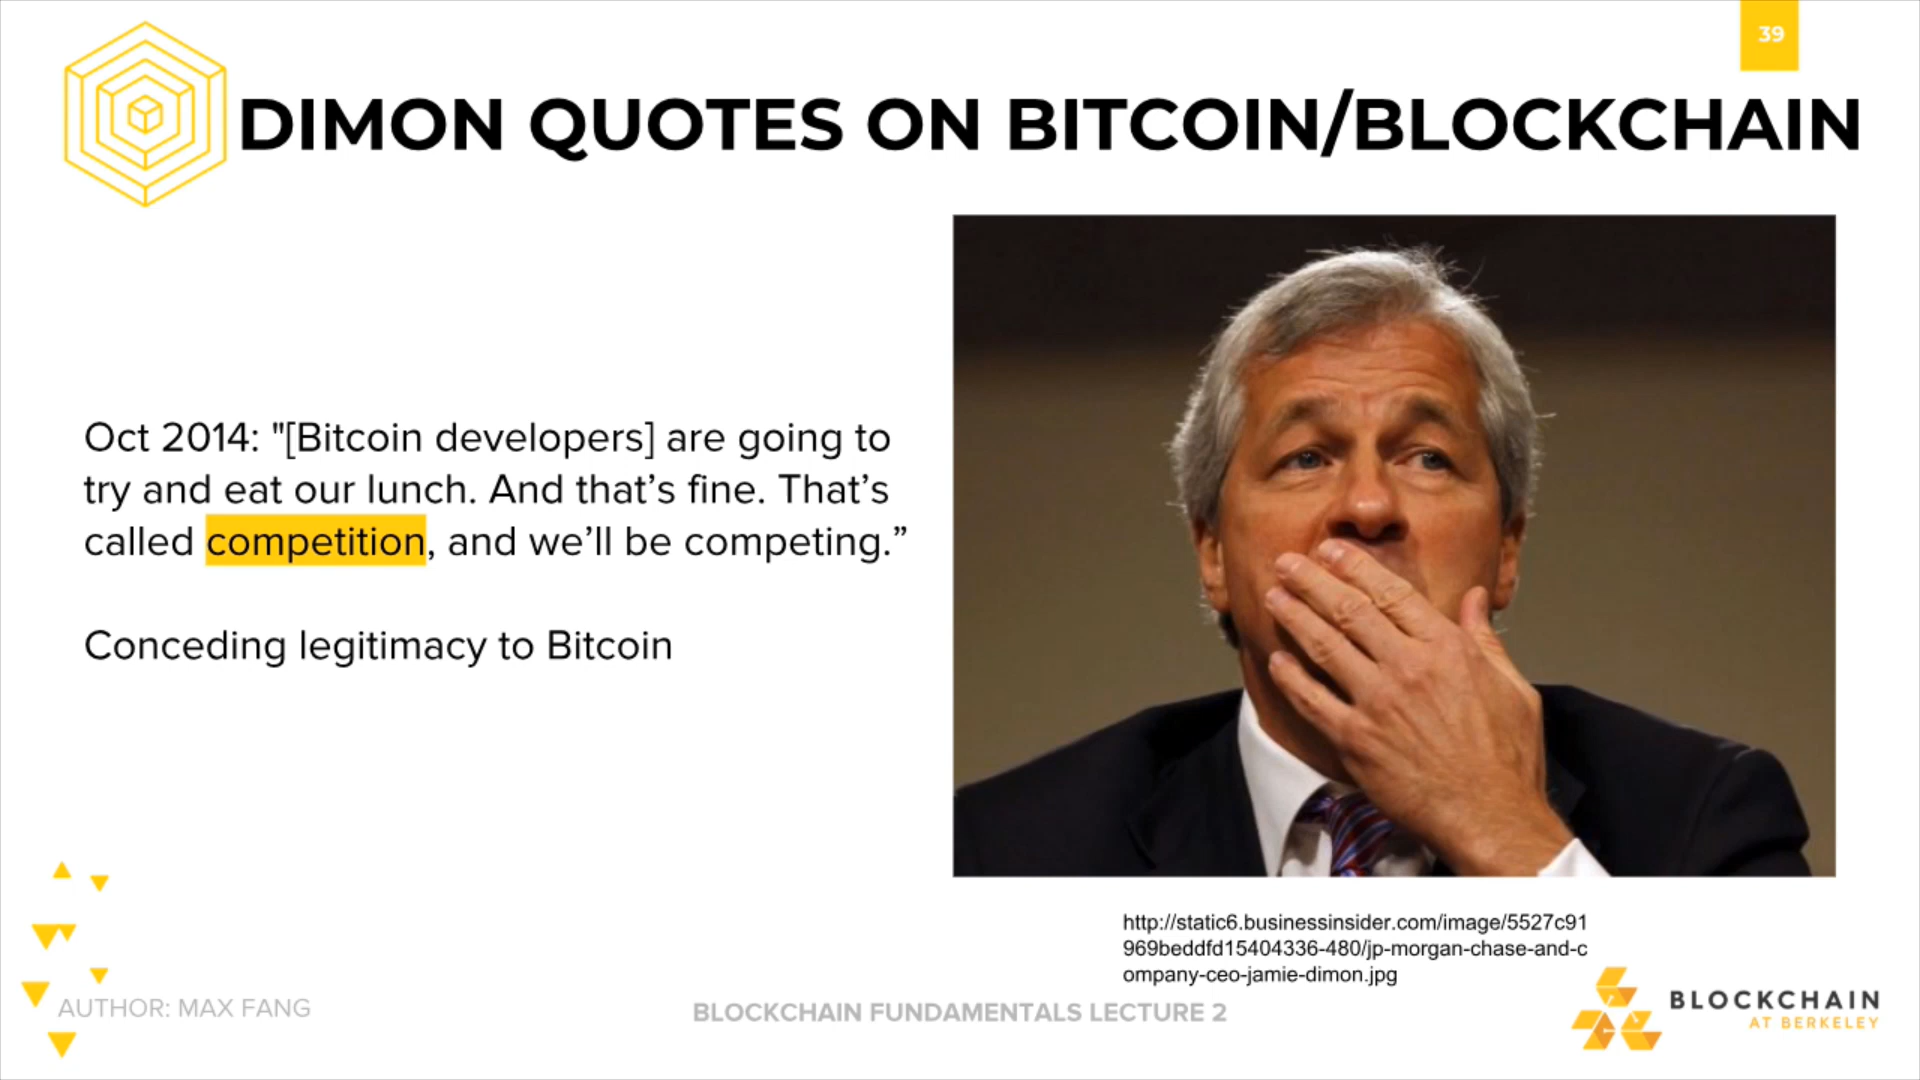 39
DIMON QUOTES ON BITCOIN/BLOCKCHAIN
Oct 2014: "[Bitcoin developers] are going to
try and eat our lunch. And that’s fine. That’s
called competition, and we’ll be competing.”
Conceding legitimacy to Bitcoin
http://static6.businessinsider.com/image/5527c91
969beddfd15404336-480/jp-morgan-chase-and-c
ompany-ceo-jamie-dimon.jpg
AUTHOR: MAX FANG
BLOCKCHAIN FUNDAMENTALS LECTURE 2
BLOCKCHAIN
AT BERKELEY